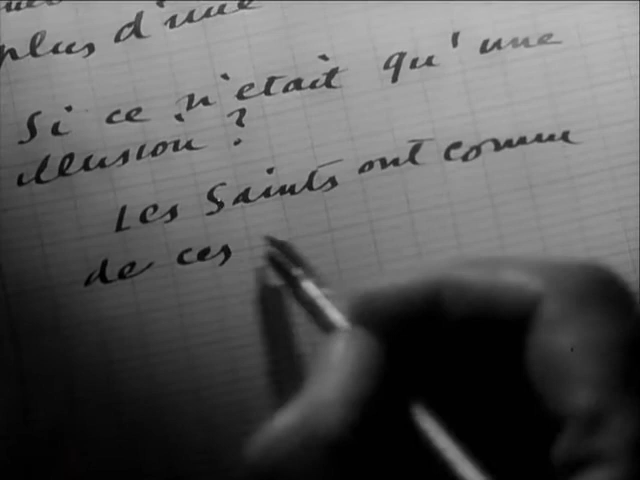 plus d'une
Si ce n'était qu'une
illusion ?
Les Saints ont connu
de ces